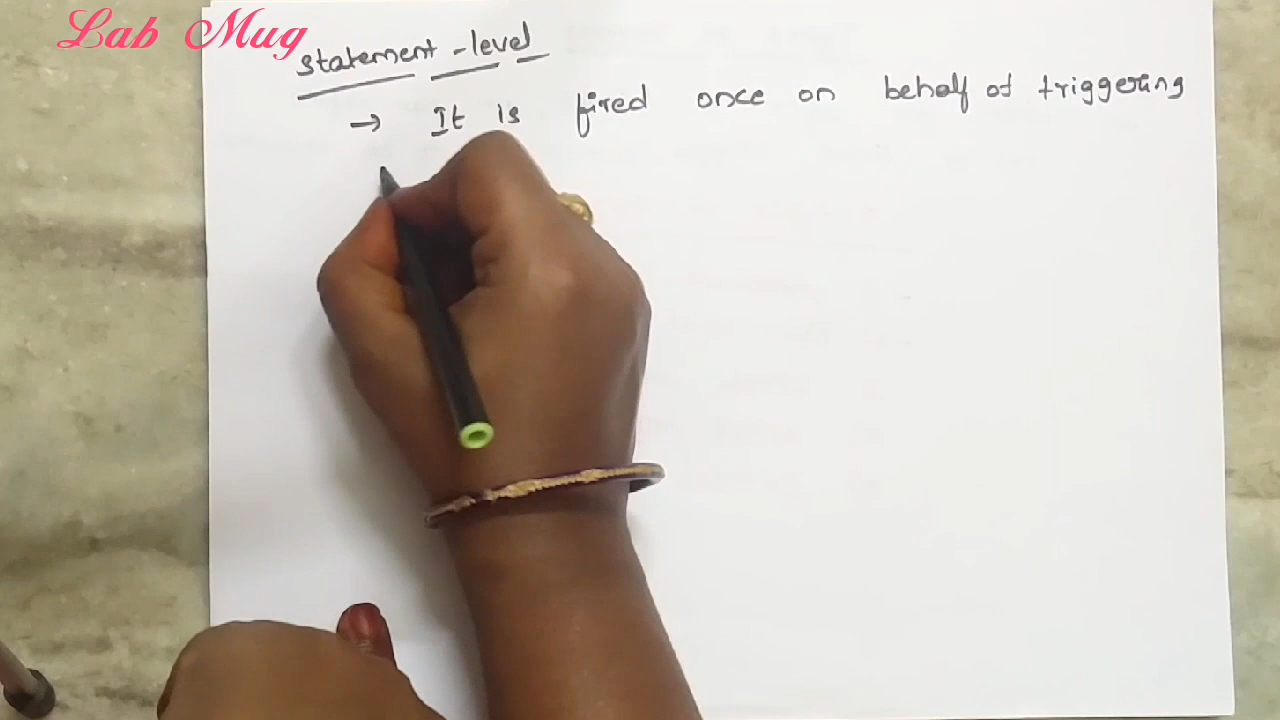 Lab Mug
Statement-level
→ It is fired once on behalf of triggering